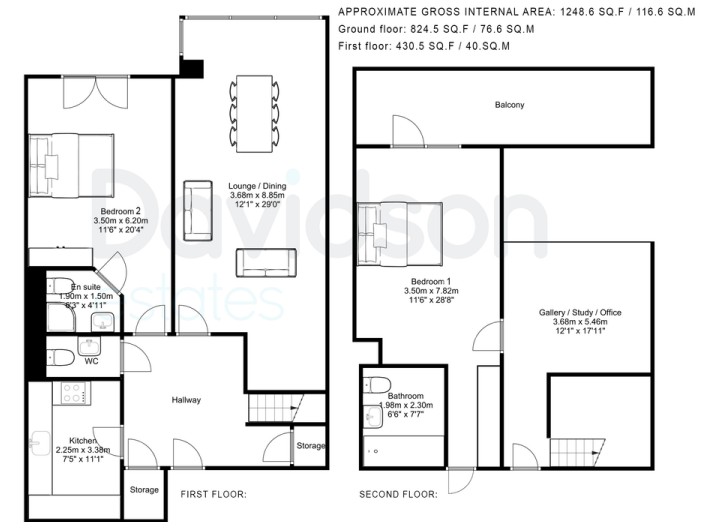 APPROXIMATE GROSS INTERNAL AREA: 1248.6 SQ.F / 116.6 SQ.M
Ground floor: 824.5 SQ.F / 76.6 SQ.M
First floor: 430.5 SQ.F / 40.SQ.M
Balcony
Lounge / Dining
3.68m x 8.85m
12'1" x 29'0"
Bedroom 2
3.50m x 6.20m
11'6" x 20'4"
Davidson
estates
Bedroom 1
3.50m x 7.82m
11'6" x 28'8"
En suite
1.90m x 1.50m
6'3" x 4'11"
Gallery / Study / Office
3.68m x 5.46m
12'1" x 17'11"
WC
Hallway
Bathroom
1.98m x 2.30m
6'6" x 7'7"
Kitchen
2.25m x 3.38m
7'5" x 11'1"
Storage
Storage
FIRST FLOOR:
SECOND FLOOR: